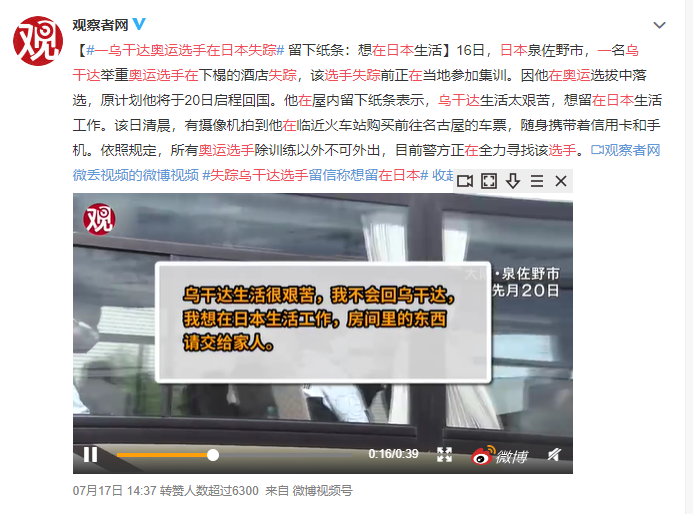 观察者网
【#一乌干达奥运选手在日本失踪# 留下纸条：想在日本生活】16日，日本泉佐野市，一名乌
干达举重奥运选手在下榻的酒店失踪，该选手失踪前正在当地参加集训。因他在奥运选拔中落
选，原计划他将于20日启程回国。他在屋内留下纸条表示，乌干达生活太艰苦，想留在日本生活
工作。该日清晨，有摄像机拍到他在临近火车站购买前往名古屋的车票，随身携带着信用卡和手
机。依照规定，所有奥运选手除训练以外不可外出，目前警方正在全力寻找该选手。观察者网
微丢视频的微博视频 #失踪乌干达选手留信称想留在日本# 收起
观
观
泉佐野市
先月20日
乌干达生活很艰苦，我不会回乌干达，
我想在日本生活工作，房间里的东西
请交给家人。
0:16/0:39
微博
07月17日 14:37 转赞人数超过6300 来自 微博视频号